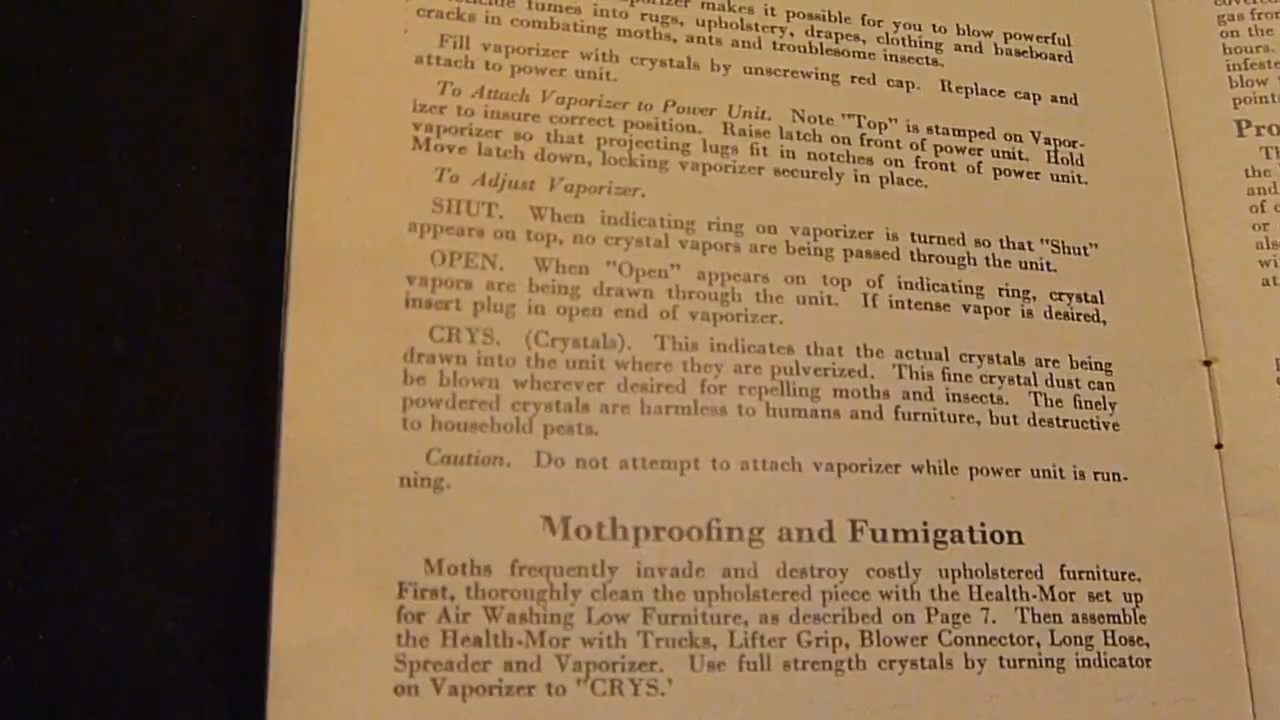 makes it possible for you to blow powerful
fumes into rugs, upholstery, drapes, clothing and baseboard
cracks in combating moths, ants and troublesome insects.
Fill vaporizer with crystals by unscrewing red cap. Replace cap and
attach to power unit.
To Attach Vaporizer to Power Unit. Note "Top" is stamped on Vapor-
izer to insure correct position. Raise latch on front of power unit. Hold
vaporizer so that projecting lugs fit in notches on front of power unit.
Move latch down, locking vaporizer securely in place.
To Adjust Vaporizer.
SHUT. When indicating ring on vaporizer is turned so that "Shut"
appears on top, no crystal vapors are being passed through the unit.
OPEN. When "Open" appears on top of indicating ring, crystal
vapors are being drawn through the unit. If intense vapor is desired,
insert plug in open end of vaporizer.
CRYS. (Crystals). This indicates that the actual crystals are being
drawn into the unit where they are pulverized. This fine crystal dust can
be blown wherever desired for repelling moths and insects. The finely
powdered crystals are harmless to humans and furniture, but destructive
to household pests.
Caution. Do not attempt to attach vaporizer while power unit is run-
ning.
Mothproofing and Fumigation
Moths frequently invade and destroy costly upholstered furniture.
First, thoroughly clean the upholstered piece with the Health-Mor set up
for Air Washing Low Furniture, as described on Page 7. Then assemble
the Health-Mor with Trucks, Lifter Grip, Blower Connector, Long Hose,
Spreader and Vaporizer. Use full strength crystals by turning indicator
on Vaporizer to "CRYS.'
gas
on the
hours.
blow
the
and
of
or
at